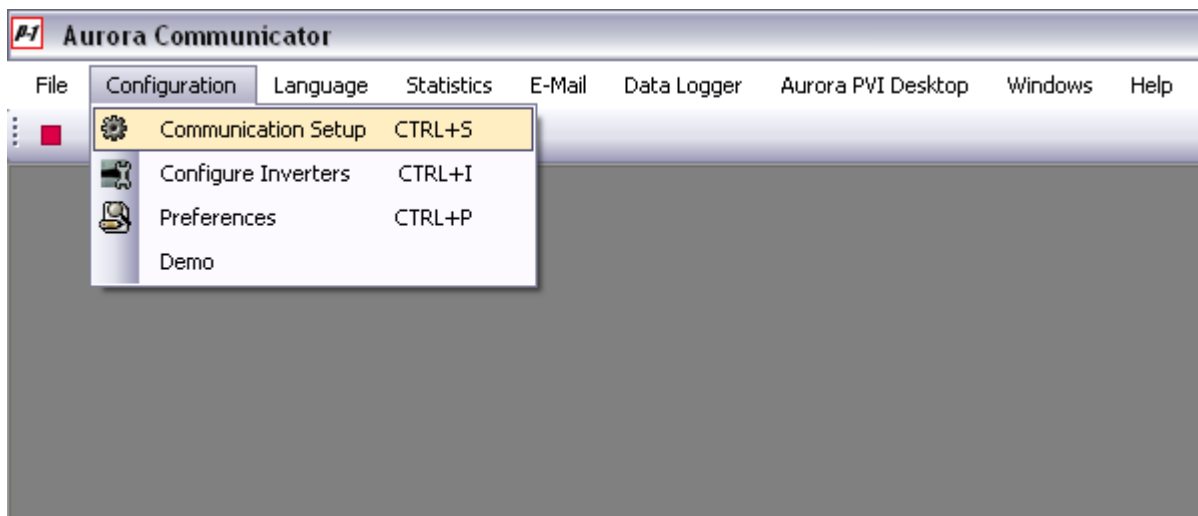 P-1 Aurora Communicator
File Configuration Language Statistics E-Mail Data Logger Aurora PVI Desktop Windows Help
Communication Setup CTRL+S
Configure Inverters CTRL+I
Preferences CTRL+P
Demo